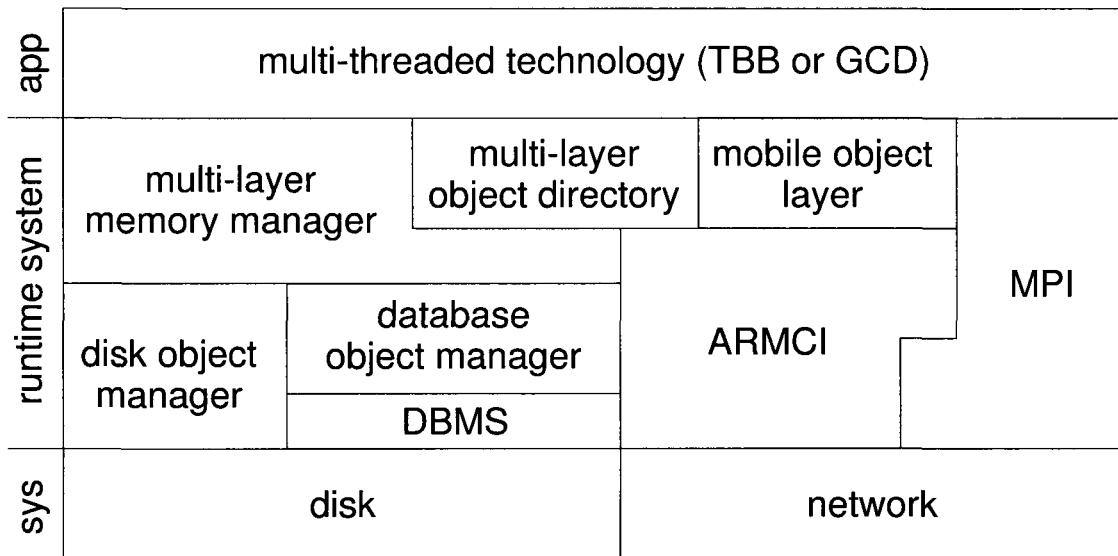 app
multi-threaded technology (TBB or GCD)
runtime system
multi-layer
memory manager
multi-layer
object directory
mobile object
layer
MPI
disk object
manager
database
object manager
DBMS
ARMCI
sys
disk
network